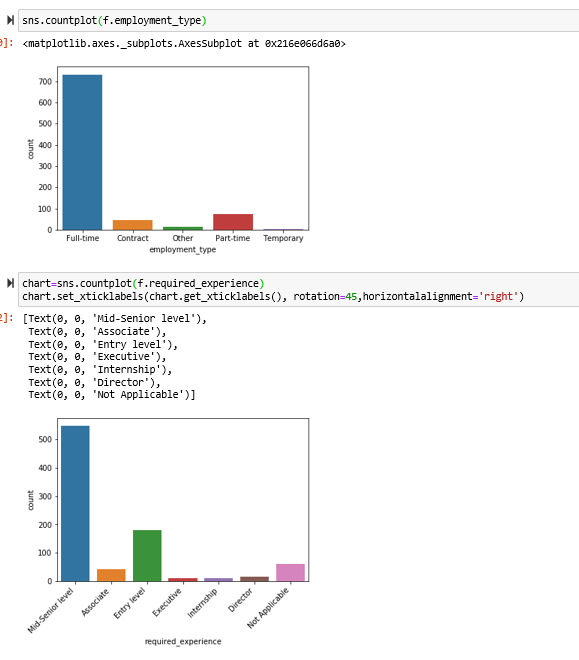 sns.countplot(f.employment_type)
]: <matplotlib.axes._subplots.AxesSubplot at 0x216e066d6a0>
700
600
500
400
300
200
100
0
count
Full-time Contract Other Part-time Temporary
employment_type
chart=sns.countplot(f.required_experience)
chart.set_xticklabels(chart.get_xticklabels(), rotation=45,horizontalalignment='right')
2]: [Text(0, 0, 'Mid-Senior level'),
Text(0, 0, 'Associate'),
Text(0, 0, 'Entry level'),
Text(0, 0, 'Executive'),
Text(0, 0, 'Internship'),
Text(0, 0, 'Director'),
Text(0, 0, 'Not Applicable')]
500
400
300
200
100
0
count
Mid-Senior level
Associate
Entry level
Executive
Internship
Director
Not Applicable
required_experience